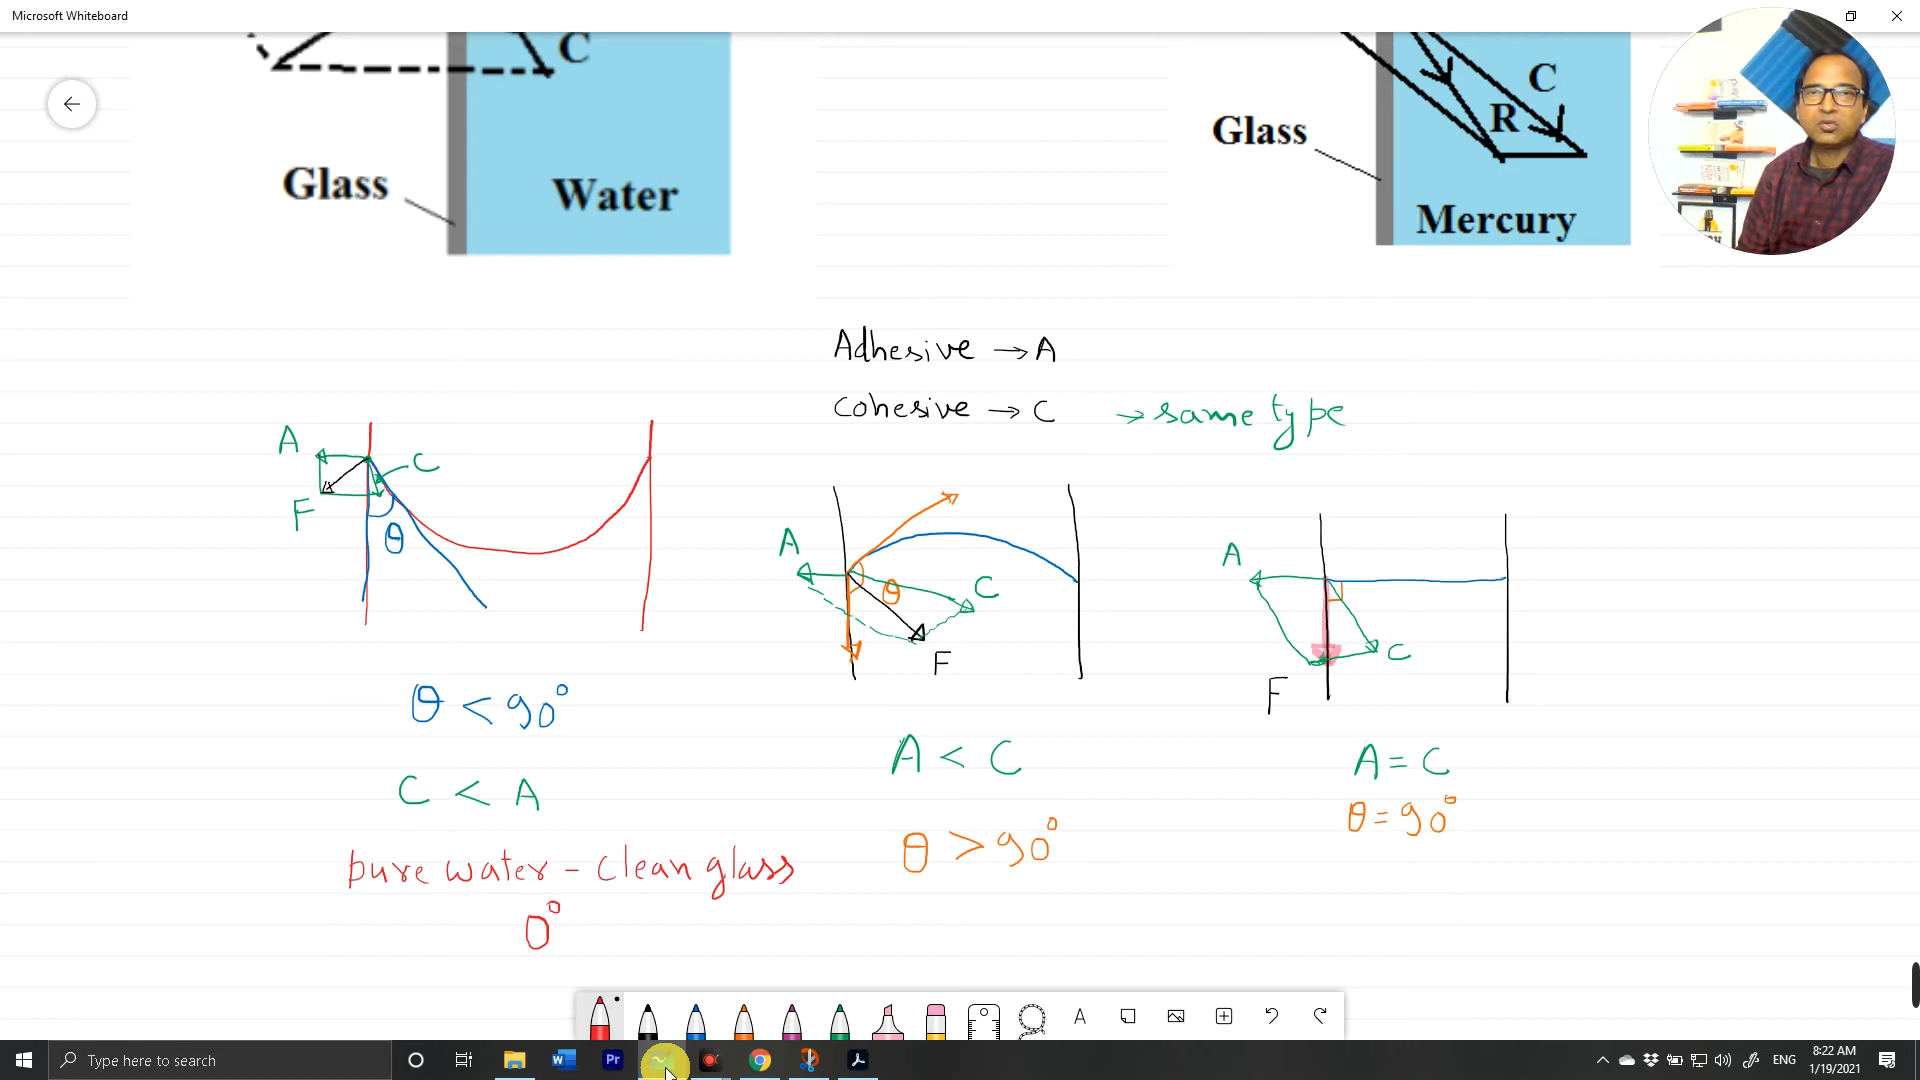 Microsoft Whiteboard
C
C
R
Glass
Glass
Water
Mercury
Adhesive → A
Cohesive → C → same type
A
C
F
θ
A
C
θ
F
A
C
F
θ < 90°
C < A
pure water - clean glass
0°
A < C
θ > 90°
A = C
θ = 90°
A
Type here to search
Pr
ENG
8:22 AM
1/19/2021